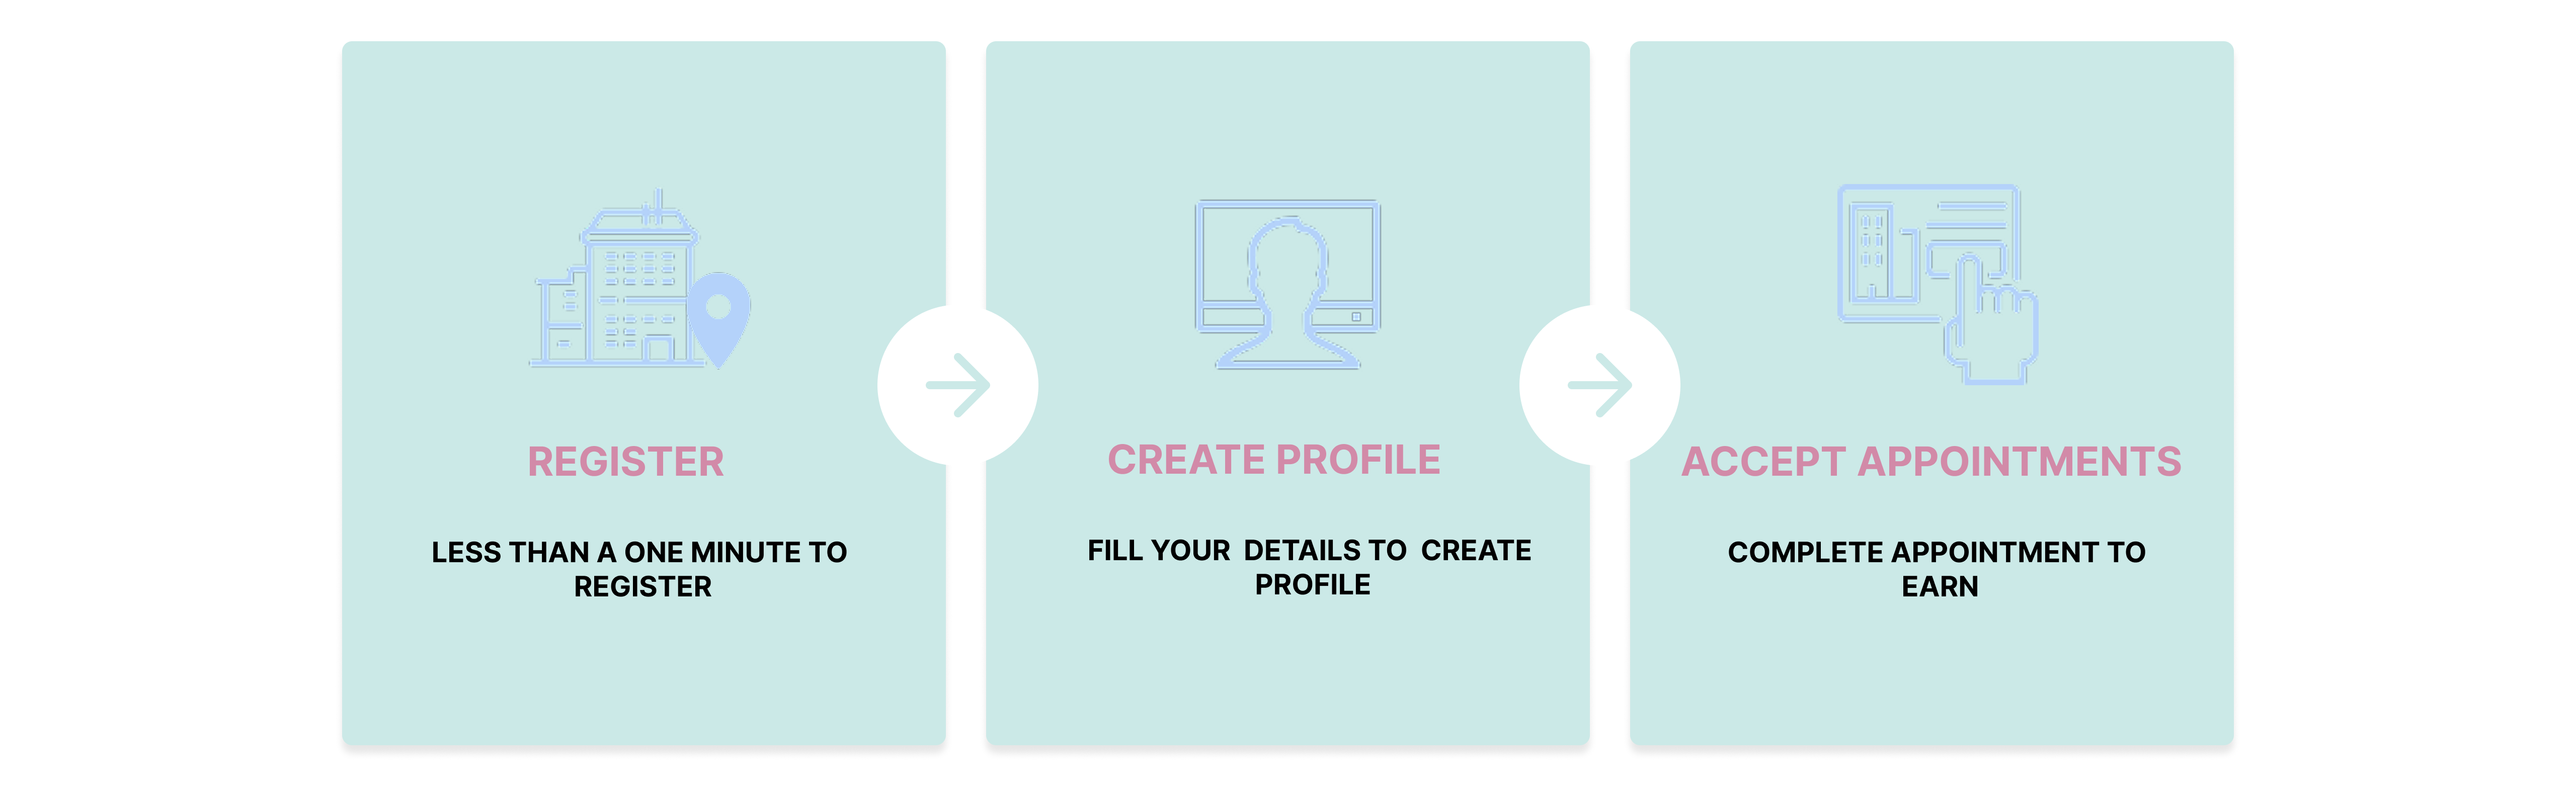 REGISTER
LESS THAN A ONE MINUTE TO
REGISTER
CREATE PROFILE
FILL YOUR  DETAILS TO  CREATE
PROFILE
ACCEPT APPOINTMENTS
COMPLETE APPOINTMENT TO
EARN